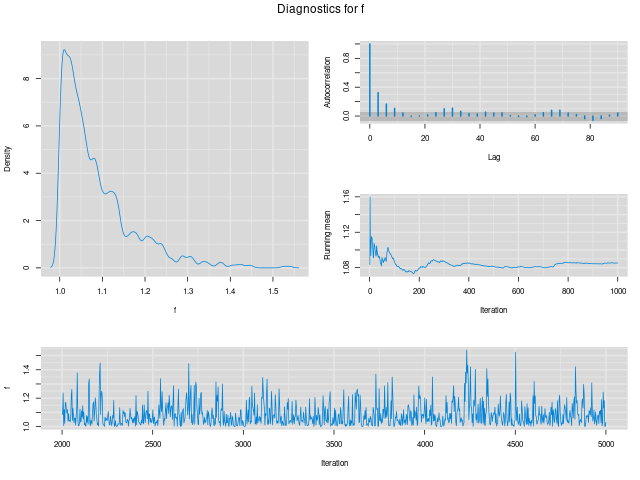 Diagnostics for f
Density
0 2 4 6 8
1.0 1.1 1.2 1.3 1.4 1.5
f
Autocorrelation
0.0 0.4 0.8
0 20 40 60 80
Lag
Running mean
1.08 1.12 1.16
0 200 400 600 800 1000
Iteration
f
1.0 1.2 1.4
2000 2500 3000 3500 4000 4500 5000
Iteration